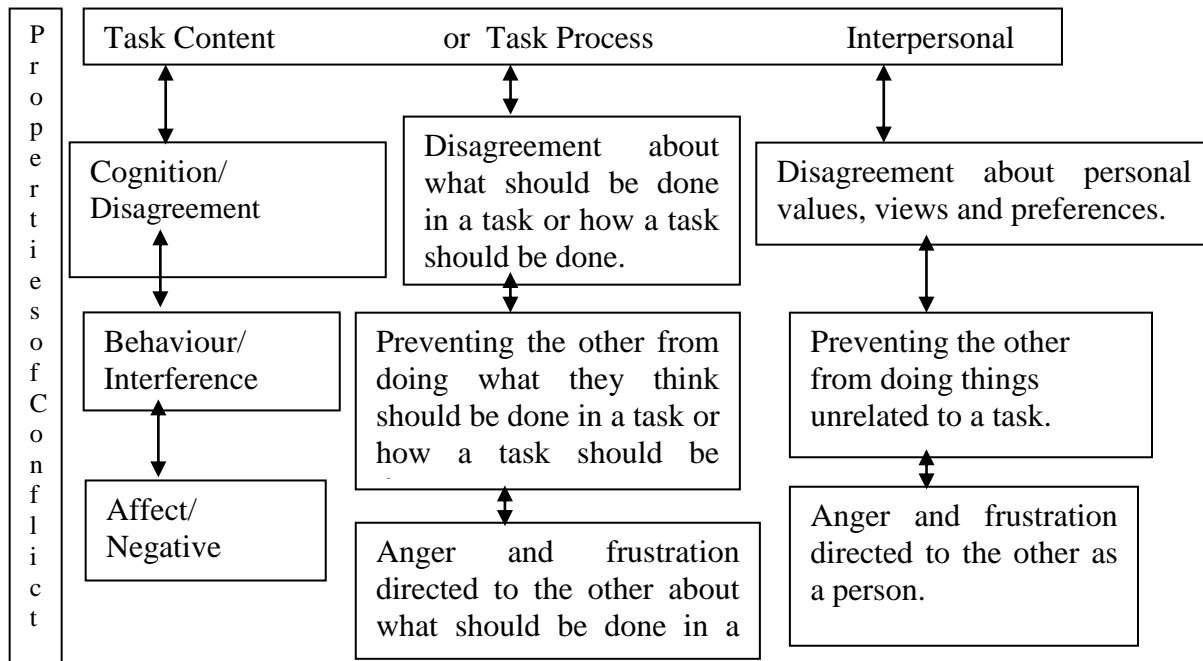 Properties of Conflict
Task Content or Task Process Interpersonal
Cognition/
Disagreement
Disagreement about
what should be done
in a task or how a task
should be done.
Disagreement about personal
values, views and preferences.
Behaviour/
Interference
Preventing the other from
doing what they think
should be done in a task or
how a task should be
Preventing the other
from doing things
unrelated to a task.
Affect/
Negative
Anger and frustration
directed to the other about
what should be done in a
Anger and frustration
directed to the other as
a person.